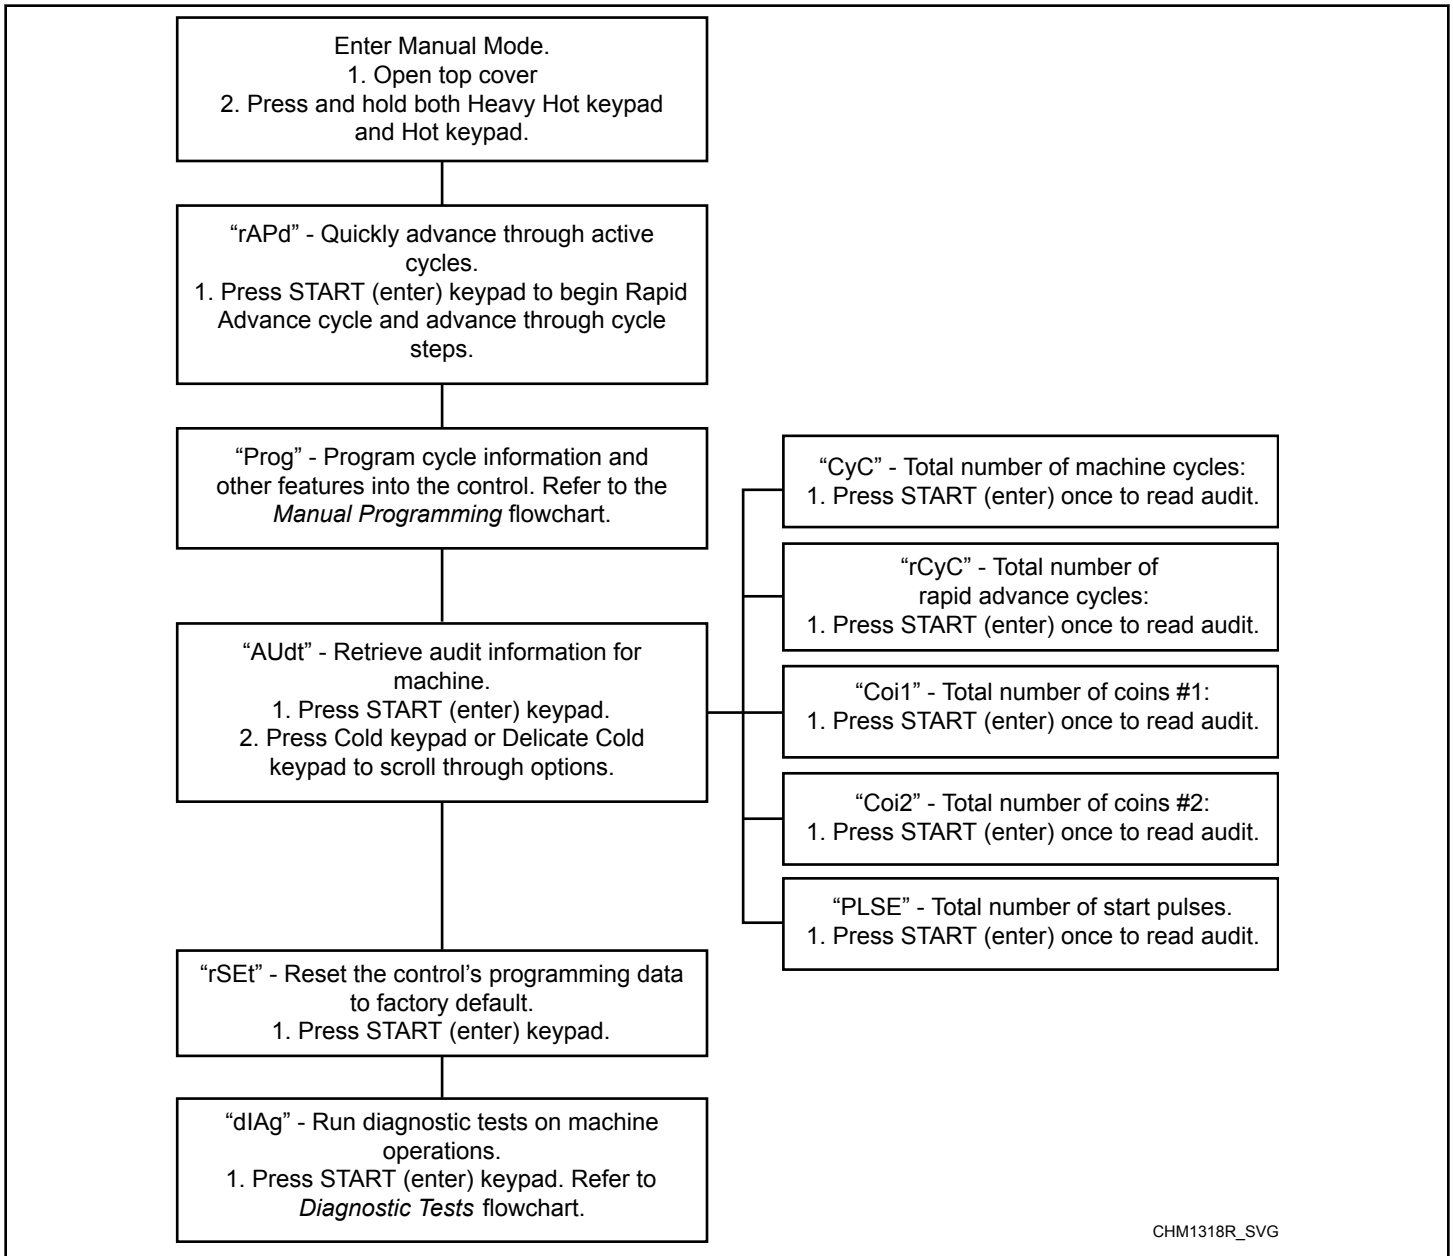 Enter Manual Mode.
1. Open top cover
2. Press and hold both Heavy Hot keypad
and Hot keypad.
“rAPd” - Quickly advance through active
cycles.
1. Press START (enter) keypad to begin Rapid
Advance cycle and advance through cycle
steps.
“Prog” - Program cycle information and
other features into the control. Refer to the
Manual Programming flowchart.
“AUdt” - Retrieve audit information for
machine.
1. Press START (enter) keypad.
2. Press Cold keypad or Delicate Cold
keypad to scroll through options.
“CyC” - Total number of machine cycles:
1. Press START (enter) once to read audit.
“rCyC” - Total number of
rapid advance cycles:
1. Press START (enter) once to read audit.
“Coi1” - Total number of coins #1:
1. Press START (enter) once to read audit.
“Coi2” - Total number of coins #2:
1. Press START (enter) once to read audit.
“PLSE” - Total number of start pulses.
1. Press START (enter) once to read audit.
“rSEt” - Reset the control’s programming data
to factory default.
1. Press START (enter) keypad.
“dIAg” - Run diagnostic tests on machine
operations.
1. Press START (enter) keypad. Refer to
Diagnostic Tests flowchart.
CHM1318R_SVG